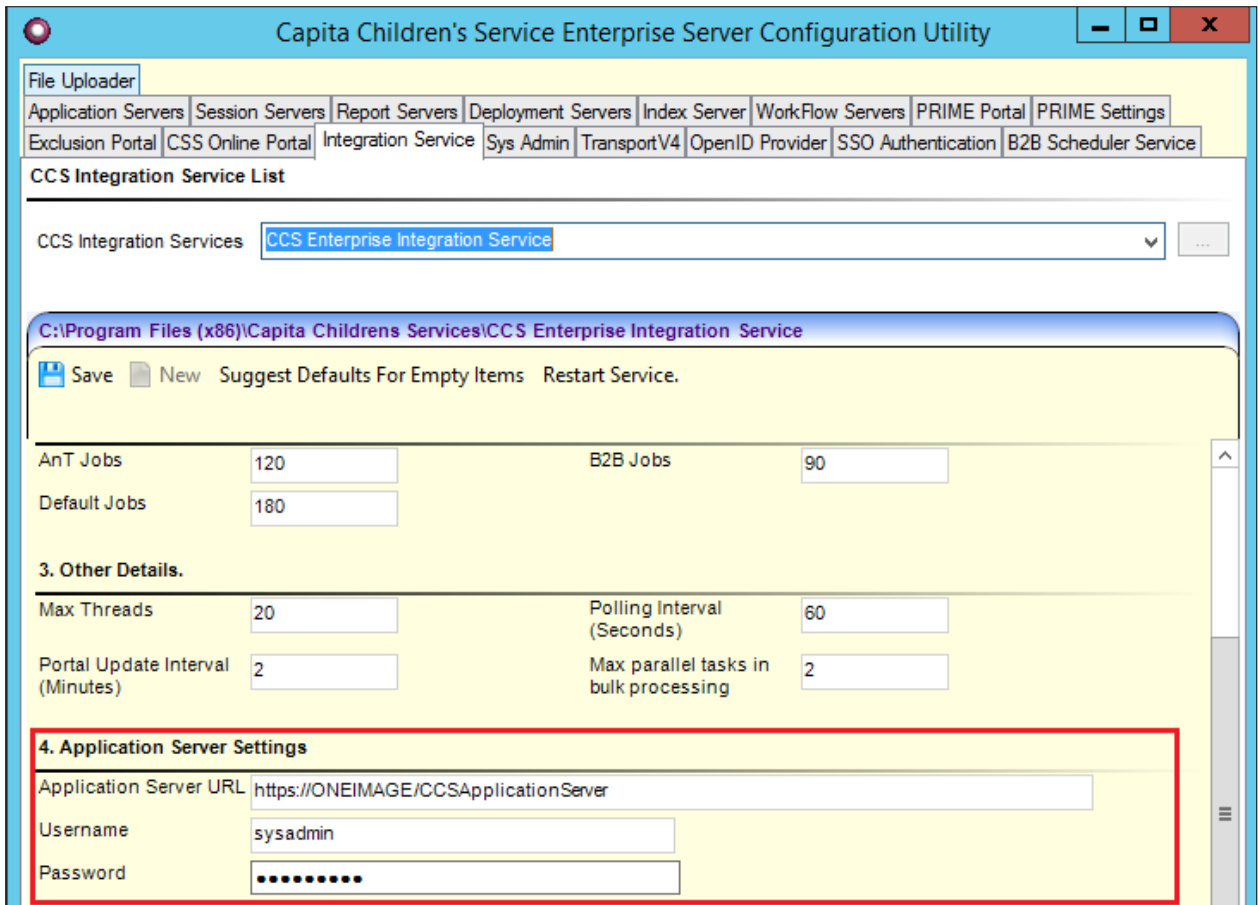 Capita Children's Service Enterprise Server Configuration Utility
File Uploader
Application Servers Session Servers Report Servers Deployment Servers Index Server WorkFlow Servers PRIME Portal PRIME Settings
Exclusion Portal CSS Online Portal Integration Service Sys Admin TransportV4 OpenID Provider SSO Authentication B2B Scheduler Service
CCS Integration Service List
CCS Integration Services CCS Enterprise Integration Service ...
C:\Program Files (x86)\Capita Childrens Services\CCS Enterprise Integration Service
Save New Suggest Defaults For Empty Items Restart Service.
AnT Jobs 120 B2B Jobs 90
Default Jobs 180
3. Other Details.
Max Threads 20 Polling Interval (Seconds) 60
Portal Update Interval (Minutes) 2 Max parallel tasks in bulk processing 2
4. Application Server Settings
Application Server URL https://ONEIMAGE/CCSApplicationServer
Username sysadmin
Password •••••••••